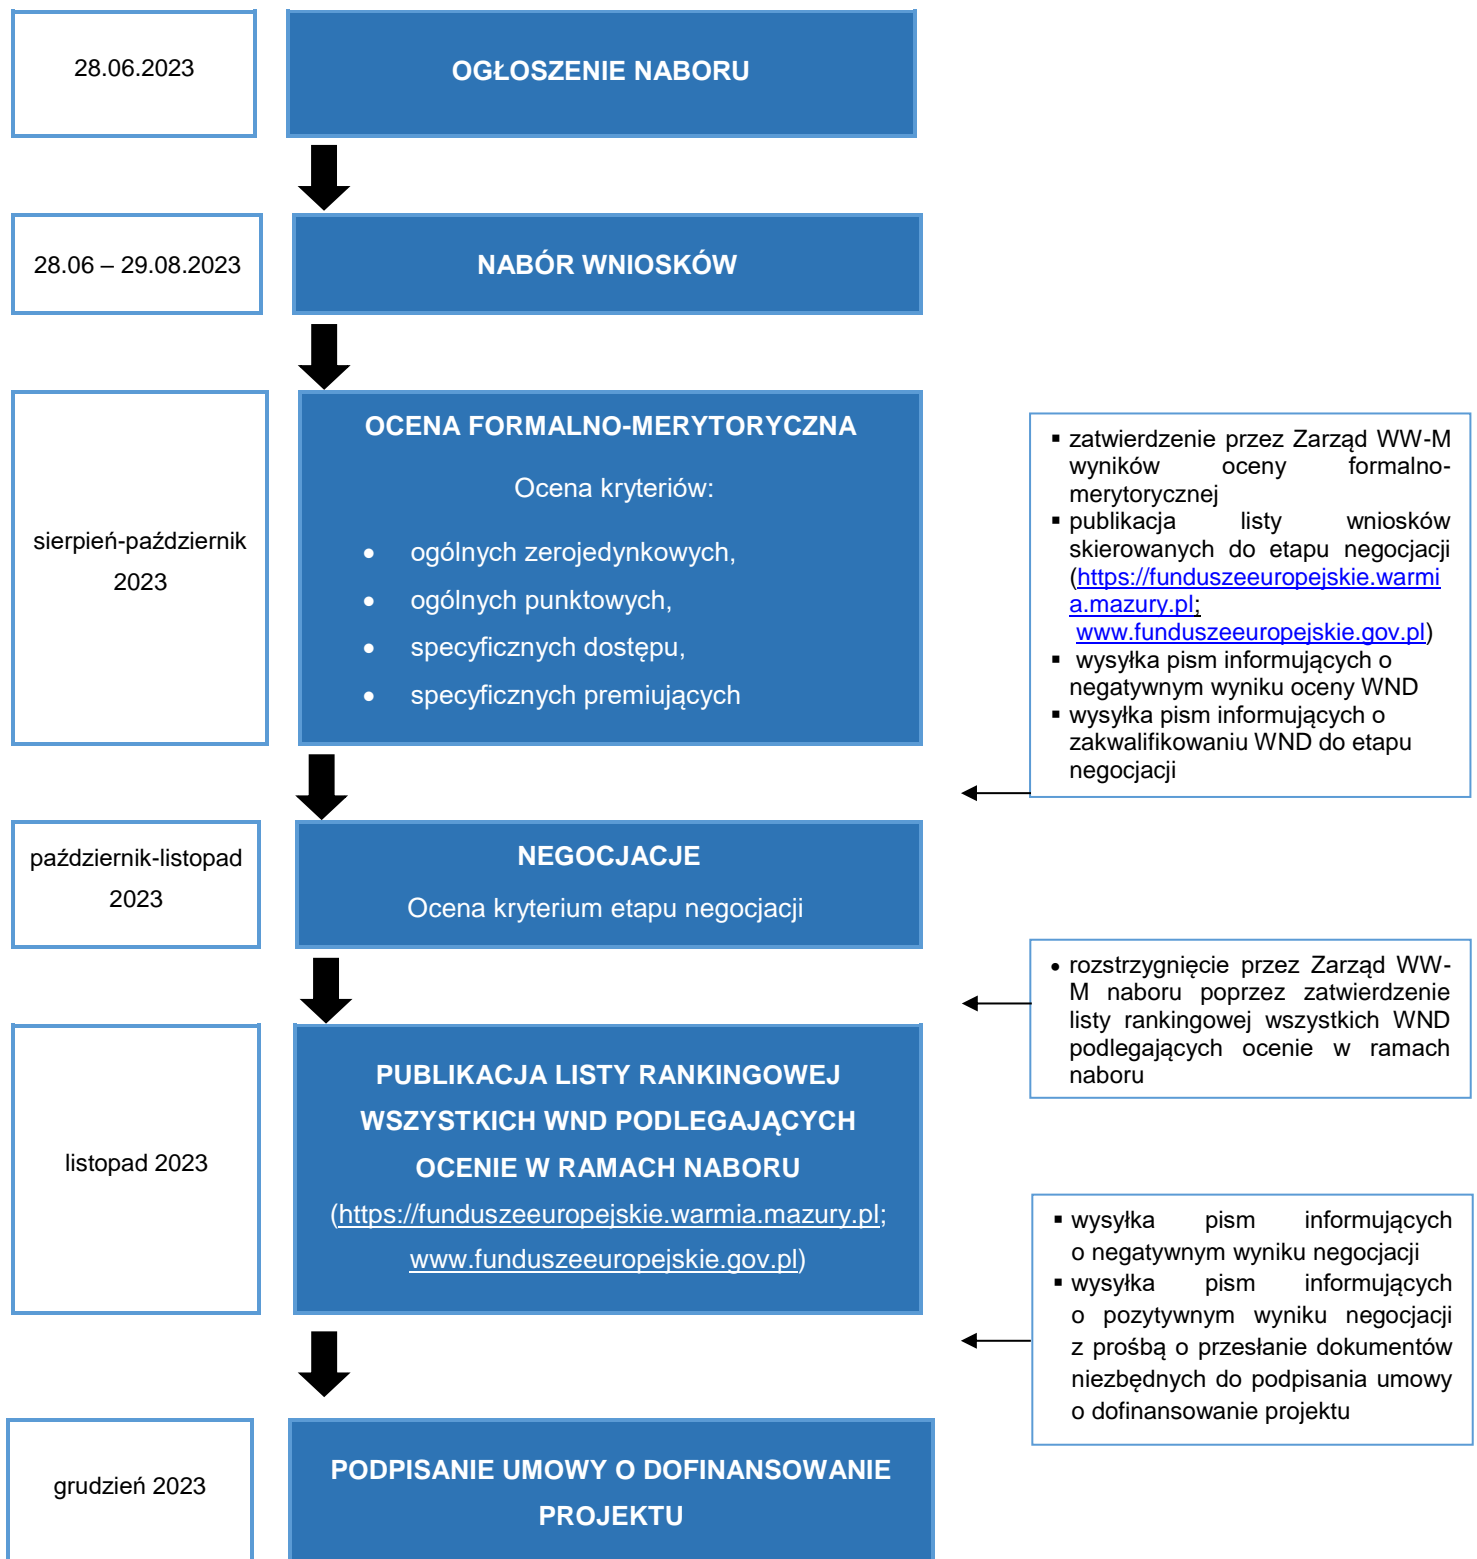 28.06.2023
OGŁOSZENIE NABORU
28.06 – 29.08.2023
NABÓR WNIOSKÓW
sierpień-październik
2023
OCENA FORMALNO-MERYTORYCZNA
Ocena kryteriów:
• ogólnych zerojedynkowych,
• ogólnych punktowych,
• specyficznych dostępu,
• specyficznych premiujących
▪ zatwierdzenie przez Zarząd WW-M
wyników oceny formalno-
merytorycznej
▪ publikacja listy wniosków
skierowanych do etapu negocjacji
(https://funduszeeuropejskie.warmi
a.mazury.pl;
www.funduszeeuropejskie.gov.pl)
▪ wysyłka pism informujących o
negatywnym wyniku oceny WND
▪ wysyłka pism informujących o
zakwalifikowaniu WND do etapu
negocjacji
październik-listopad
2023
NEGOCJACJE
Ocena kryterium etapu negocjacji
• rozstrzygnięcie przez Zarząd WW-
M naboru poprzez zatwierdzenie
listy rankingowej wszystkich WND
podlegających ocenie w ramach
naboru
listopad 2023
PUBLIKACJA LISTY RANKINGOWEJ
WSZYSTKICH WND PODLEGAJĄCYCH
OCENIE W RAMACH NABORU
(https://funduszeeuropejskie.warmia.mazury.pl;
www.funduszeeuropejskie.gov.pl)
▪ wysyłka pism informujących
o negatywnym wyniku negocjacji
▪ wysyłka pism informujących
o pozytywnym wyniku negocjacji
z prośbą o przesłanie dokumentów
niezbędnych do podpisania umowy
o dofinansowanie projektu
grudzień 2023
PODPISANIE UMOWY O DOFINANSOWANIE
PROJEKTU